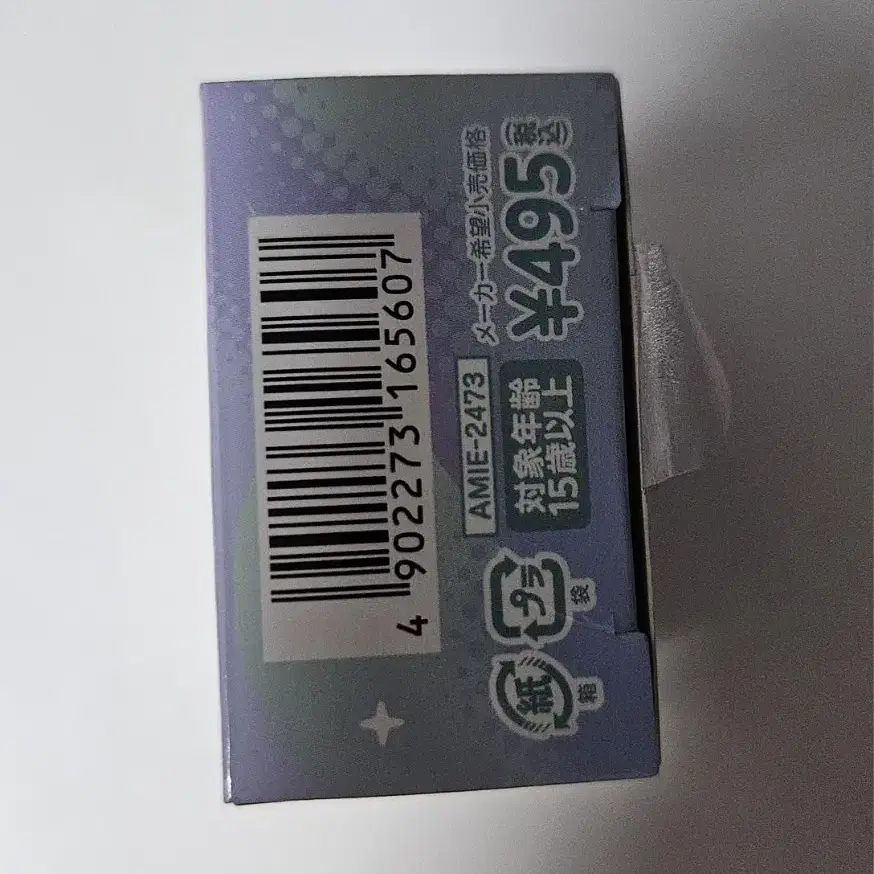 4 902273 165607
AMIE-2473
メーカー希望小売価格
¥495(税込)
対象年齢
15歳以上
紙
箱
プラ
袋